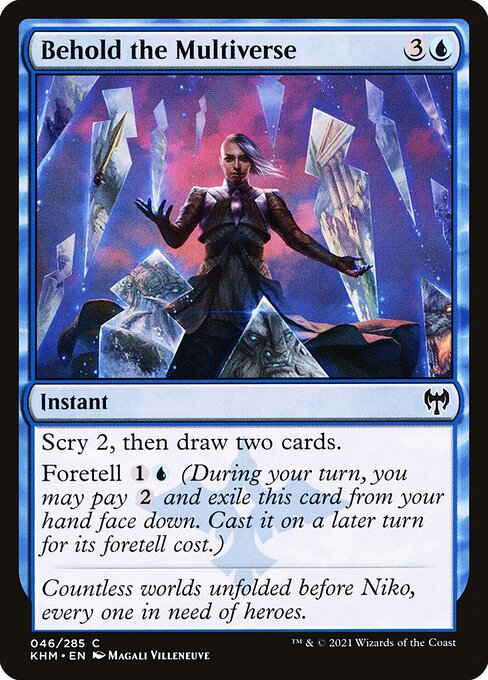 Behold the Multiverse 3
Instant
Scry 2, then draw two cards.
Foretell 1 (During your turn, you
may pay 2 and exile this card from your
hand face down. Cast it on a later turn
for its foretell cost.)
Countless worlds unfolded before Niko,
every one in need of heroes.
046/285 C
KHM • EN Magali Villeneuve
™ & © 2021 Wizards of the Coast